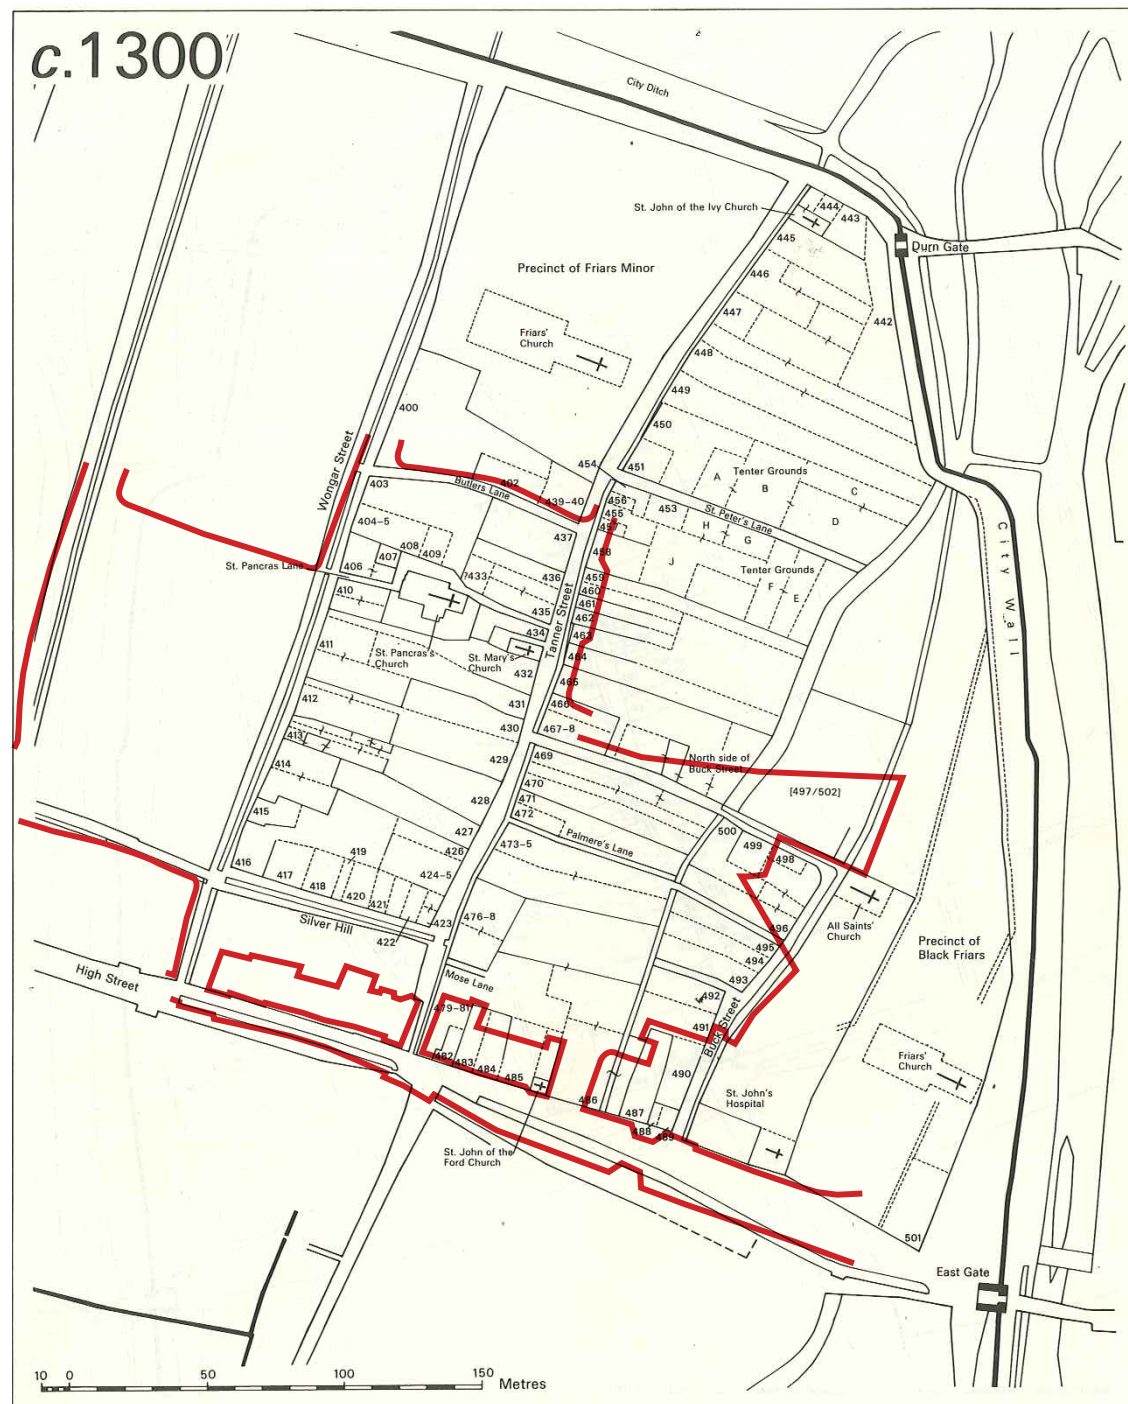 c.1300
City Ditch
St. John of the Ivy Church
444
443
445
Durn Gate
446
Precinct of Friars Minor
447
442
Friars'
Church
448
449
400
450
Wongar Street
454
451
A
Tenter Grounds
B
C
403
402
Butlers Lane
439-40
456
455
453
St. Peter's Lane
D
City Wall
404-5
408
409
437
457
458
H
G
St. Pancras Lane
406
407
?433
436
459
J
Tenter Grounds
F
E
410
435
460
461
462
434
Tanner Street
463
411
St. Pancras's
Church
St. Mary's
Church
432
464
465
412
431
466
413
430
467-8
414
429
469
North side of
Buck Street
470
428
471
[497/502]
415
472
427
Palmere's Lane
500
499
498
416
417
418
419
420
421
426
424-5
473-5
423
422
476-8
496
All Saints'
Church
Silver Hill
495
494
493
Precinct of
Black Friars
High Street
Mose Lane
492
479-81
491
Buck Street
482
483
484
485
490
Friars'
Church
486
487
488
489
St. John's
Hospital
St. John of the
Ford Church
501
East Gate
10 0 50 100 150
Metres